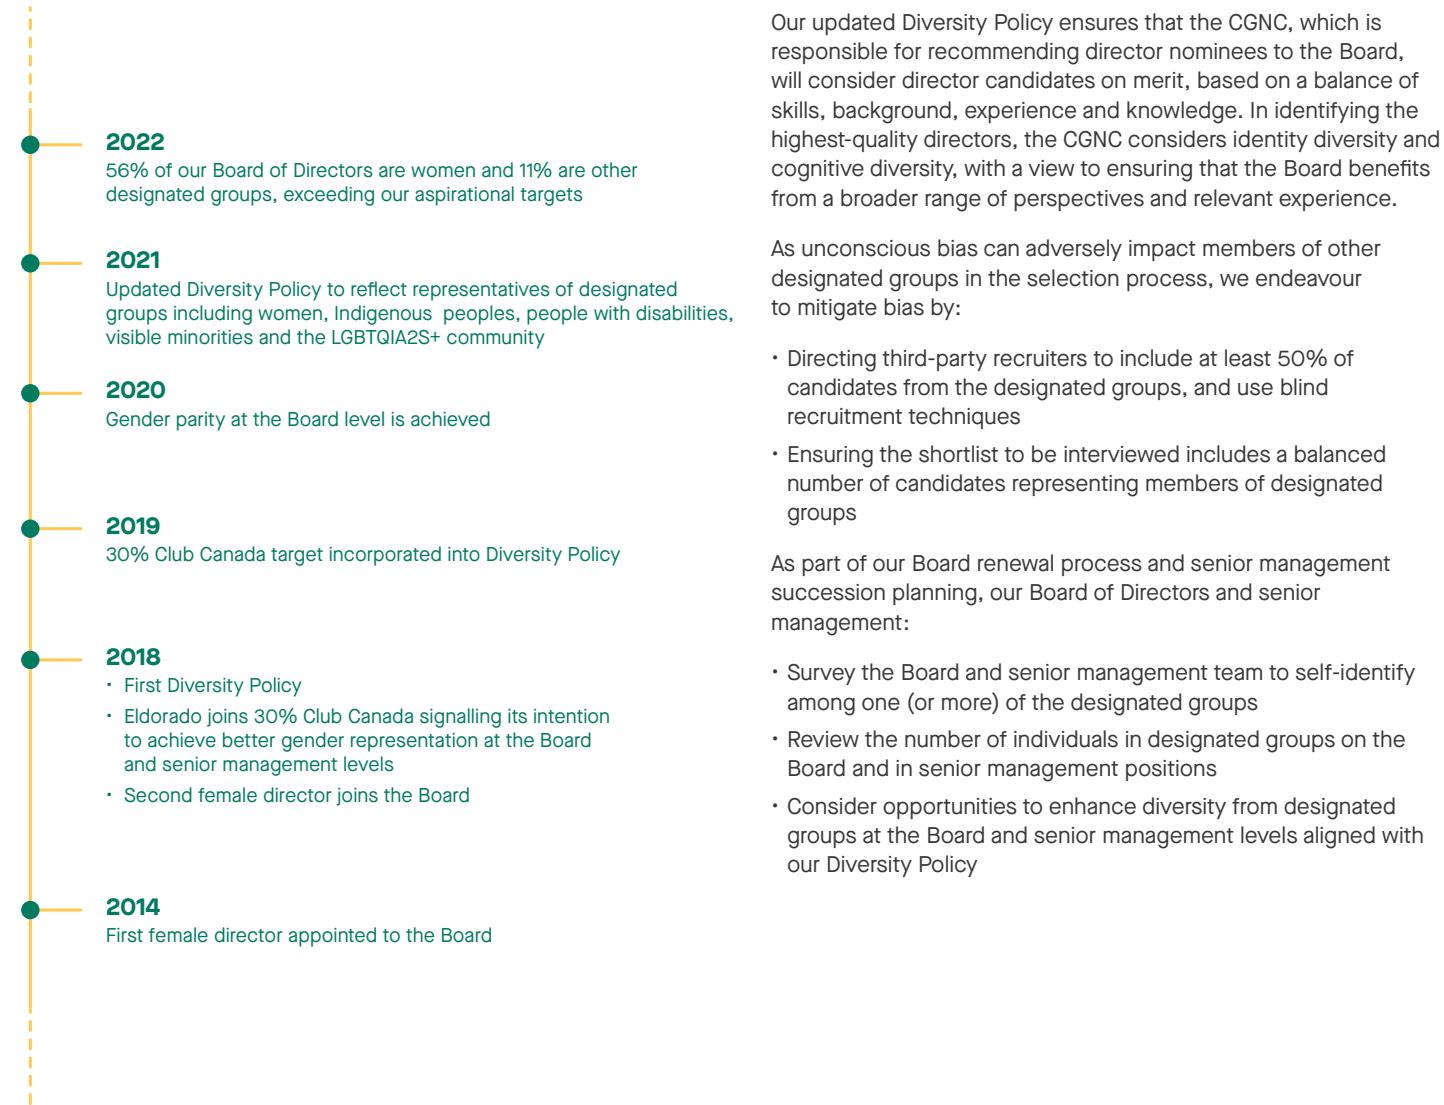 2022
56% of our Board of Directors are women and 11% are other
designated groups, exceeding our aspirational targets
2021
Updated Diversity Policy to reflect representatives of designated
groups including women, Indigenous peoples, people with disabilities,
visible minorities and the LGBTQIA2S+ community
2020
Gender parity at the Board level is achieved
2019
30% Club Canada target incorporated into Diversity Policy
2018
• First Diversity Policy
• Eldorado joins 30% Club Canada signalling its intention
to achieve better gender representation at the Board
and senior management levels
• Second female director joins the Board
2014
First female director appointed to the Board
Our updated Diversity Policy ensures that the CGNC, which is
responsible for recommending director nominees to the Board,
will consider director candidates on merit, based on a balance of
skills, background, experience and knowledge. In identifying the
highest-quality directors, the CGNC considers identity diversity and
cognitive diversity, with a view to ensuring that the Board benefits
from a broader range of perspectives and relevant experience.
As unconscious bias can adversely impact members of other
designated groups in the selection process, we endeavour
to mitigate bias by:
• Directing third-party recruiters to include at least 50% of
candidates from the designated groups, and use blind
recruitment techniques
• Ensuring the shortlist to be interviewed includes a balanced
number of candidates representing members of designated
groups
As part of our Board renewal process and senior management
succession planning, our Board of Directors and senior
management:
• Survey the Board and senior management team to self-identify
among one (or more) of the designated groups
• Review the number of individuals in designated groups on the
Board and in senior management positions
• Consider opportunities to enhance diversity from designated
groups at the Board and senior management levels aligned with
our Diversity Policy